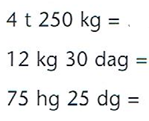 4 t 250 kg = .
12 kg 30 dag =
75 hg 25 dg =